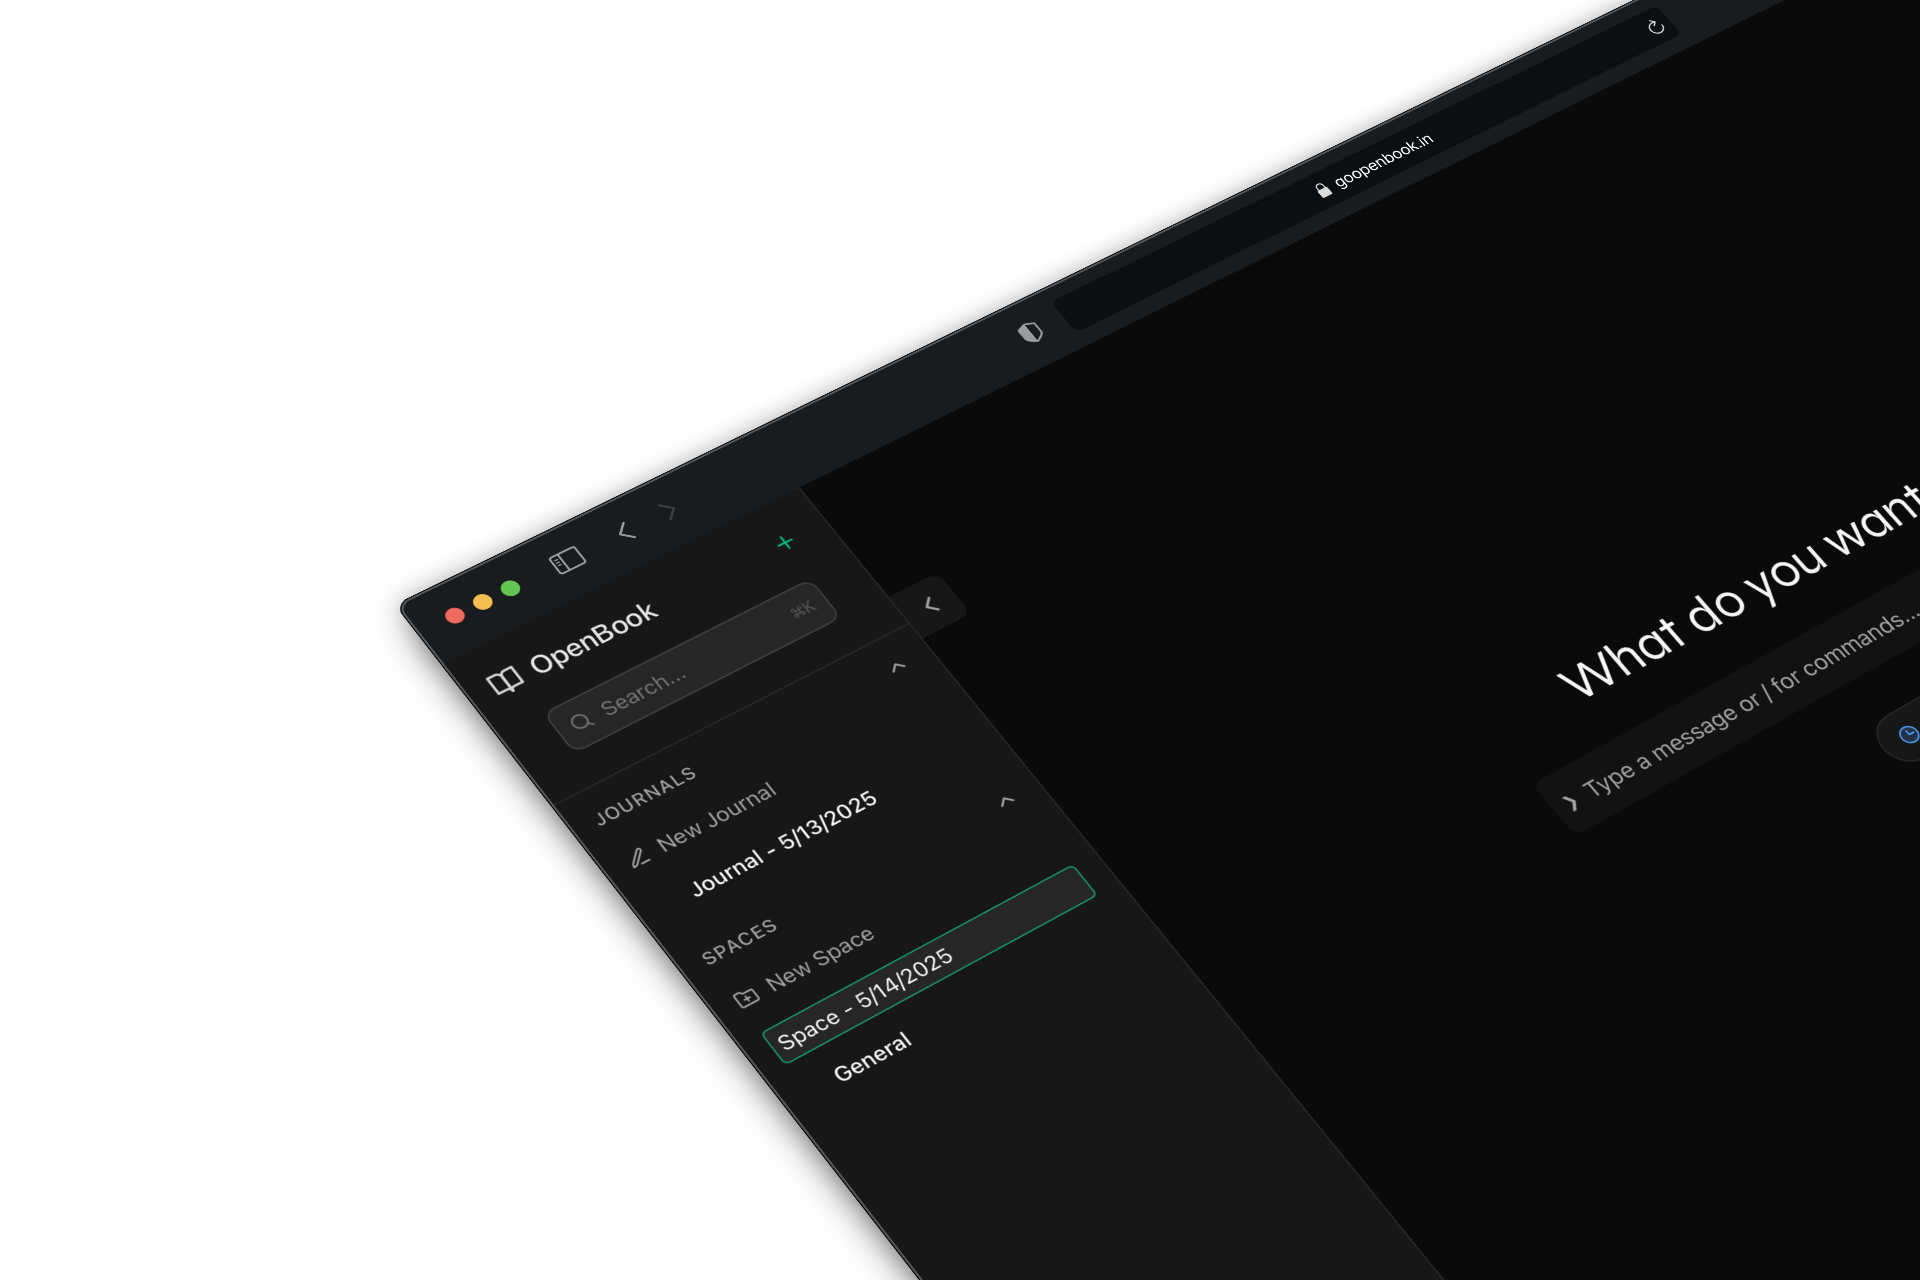 goopenbook.in
OpenBook
Search...
⌘K
JOURNALS
New Journal
Journal - 5/13/2025
SPACES
New Space
Space - 5/14/2025
General
What do you want
Type a message or / for commands...